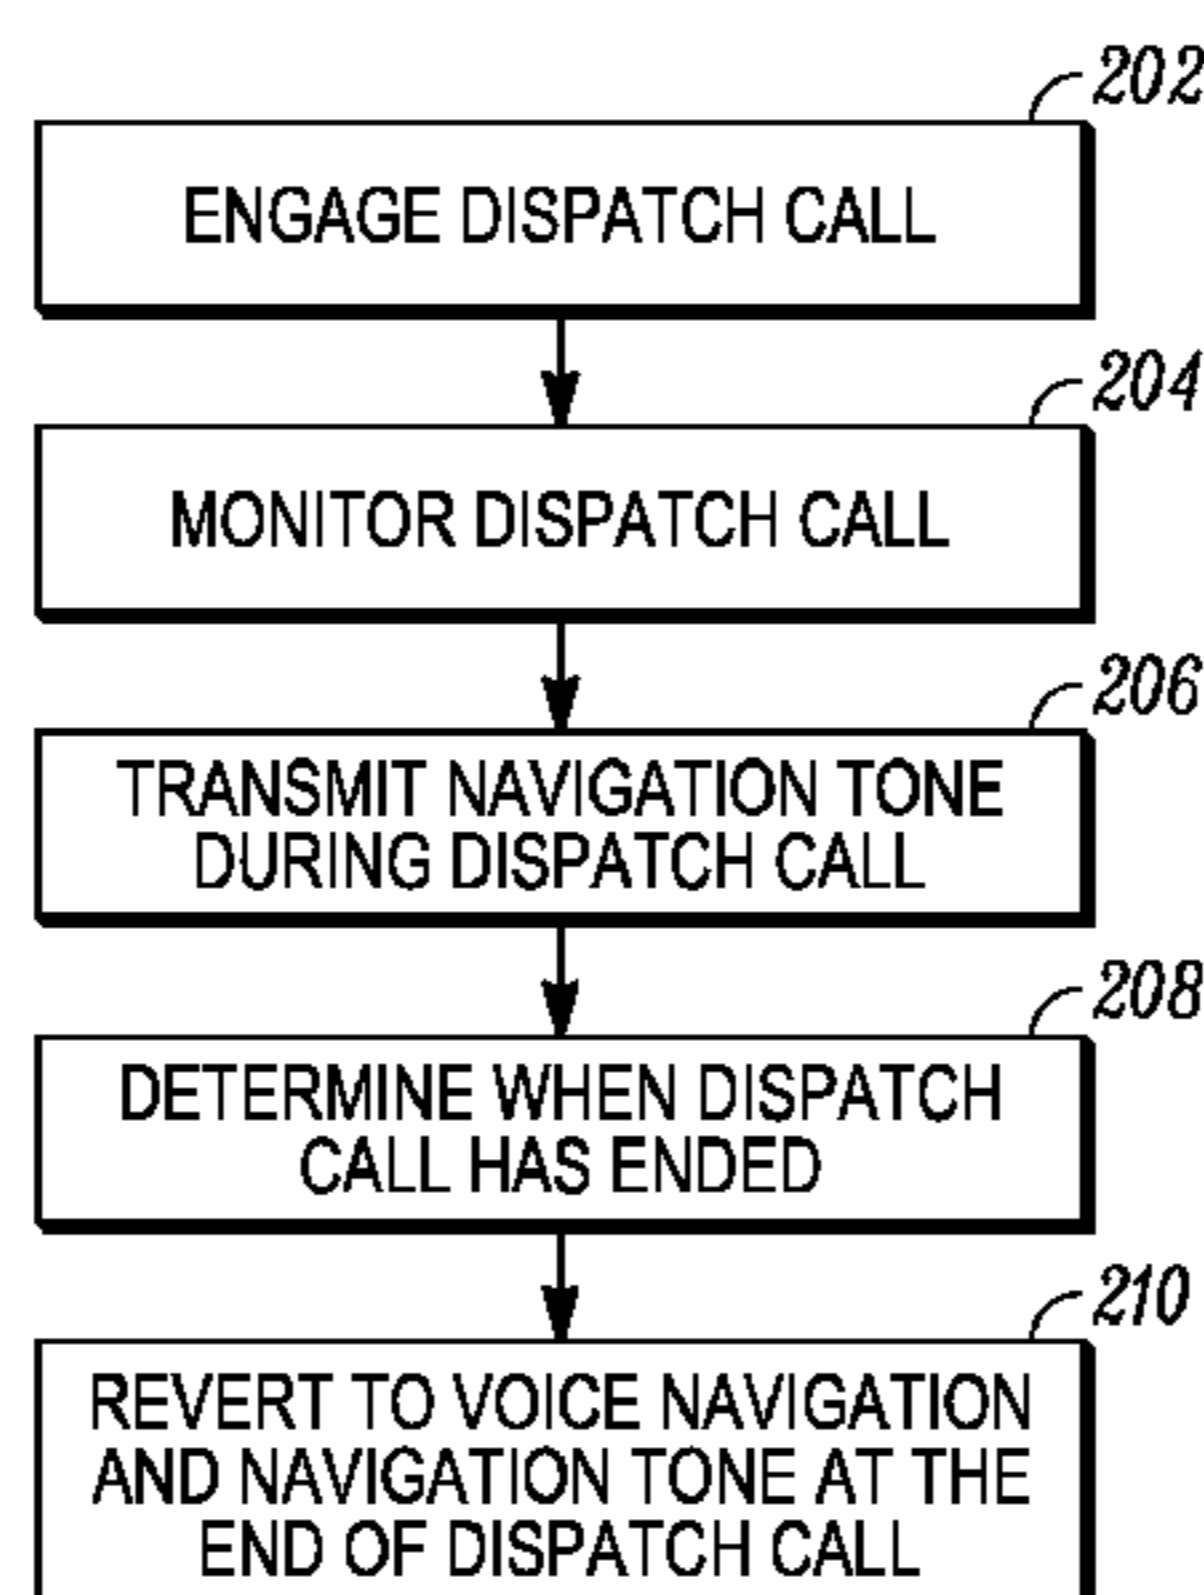 202
ENGAGE DISPATCH CALL
204
MONITOR DISPATCH CALL
206
TRANSMIT NAVIGATION TONE
DURING DISPATCH CALL
208
DETERMINE WHEN DISPATCH
CALL HAS ENDED
210
REVERT TO VOICE NAVIGATION
AND NAVIGATION TONE AT THE
END OF DISPATCH CALL